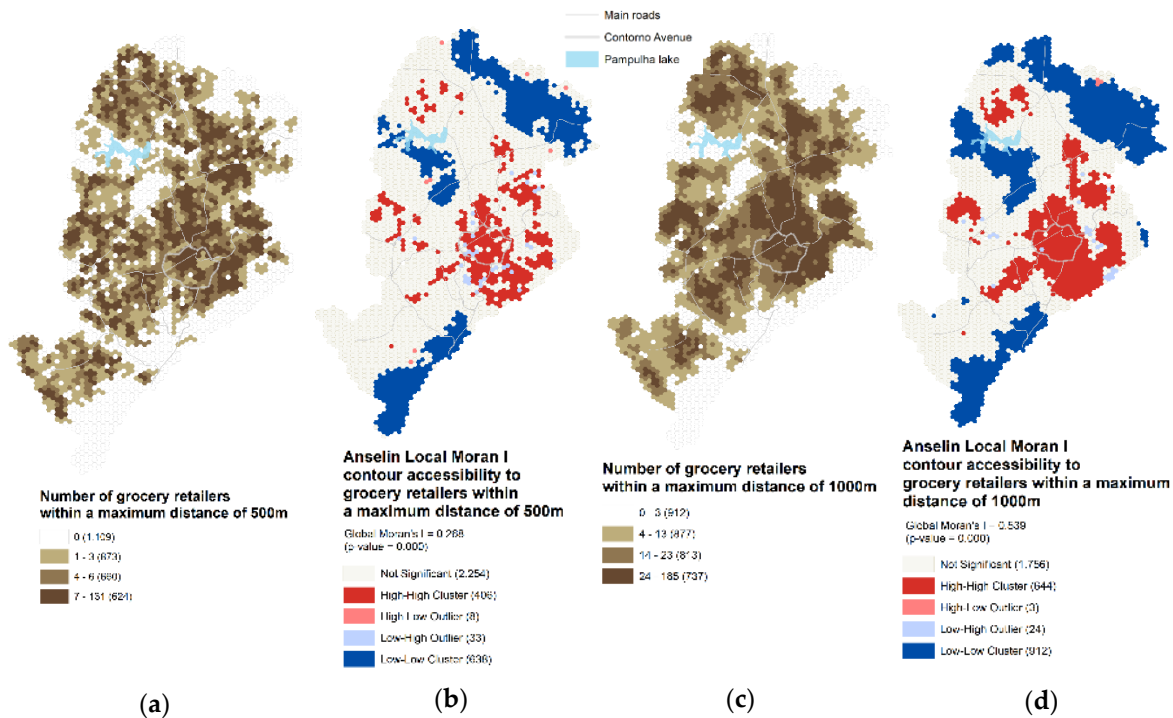 Main roads
Contorno Avenue
Pampulha lake
Number of grocery retailers
within a maximum distance of 500m
0 (1.109)
1 - 3
4 - 6
7 - 131 (624)
Anselin Local Moran I
contour accessibility to
grocery retailers within
a maximum distance of 500m
Global Moran's I =
(p-value = 0.000)
Not Significant (2.254)
High-High Cluster (406)
High-Low Outlier (8)
Low-High Outlier (33)
Low-Low Cluster (638)
Number of grocery retailers
within a maximum distance of 1000m
0 - 3 (912)
4 - 13 (877)
14 - 23 (813)
24 - 185 (737)
Anselin Local Moran I
contour accessibility to
grocery retailers within a maximum
distance of 1000m
Global Moran's I = 0.539
(p-value = 0.000)
Not Significant (1.756)
High-High Cluster (644)
High-Low Outlier (3)
Low-High Outlier (24)
Low-Low Cluster (912)
(a)
(b)
(c)
(d)